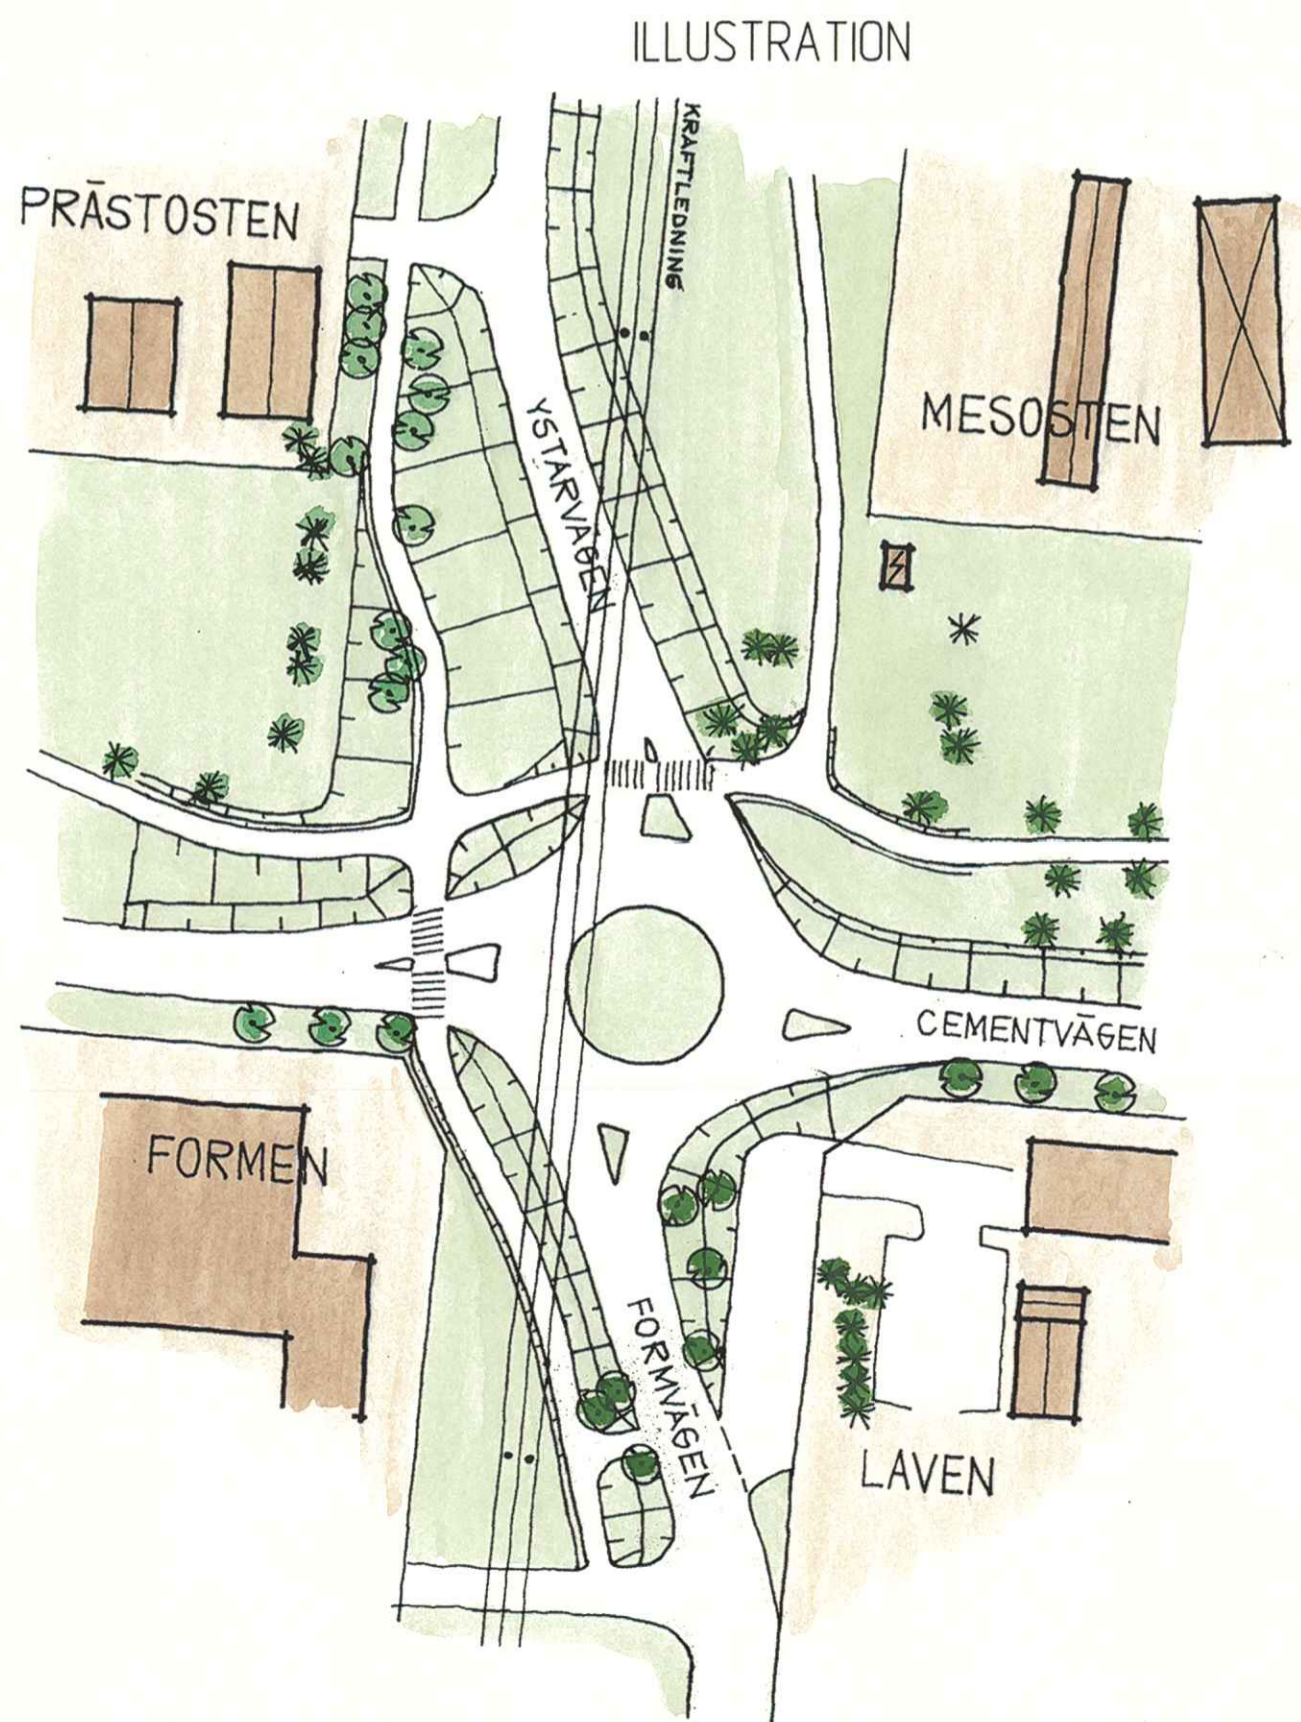 ILLUSTRATION
KRAFTLEDNING
PRÄSTOSTEN
MESOSTEN
YSTARVÄGEN
CEMENTVÄGEN
FORMEN
FORMVÄGEN
LAVEN